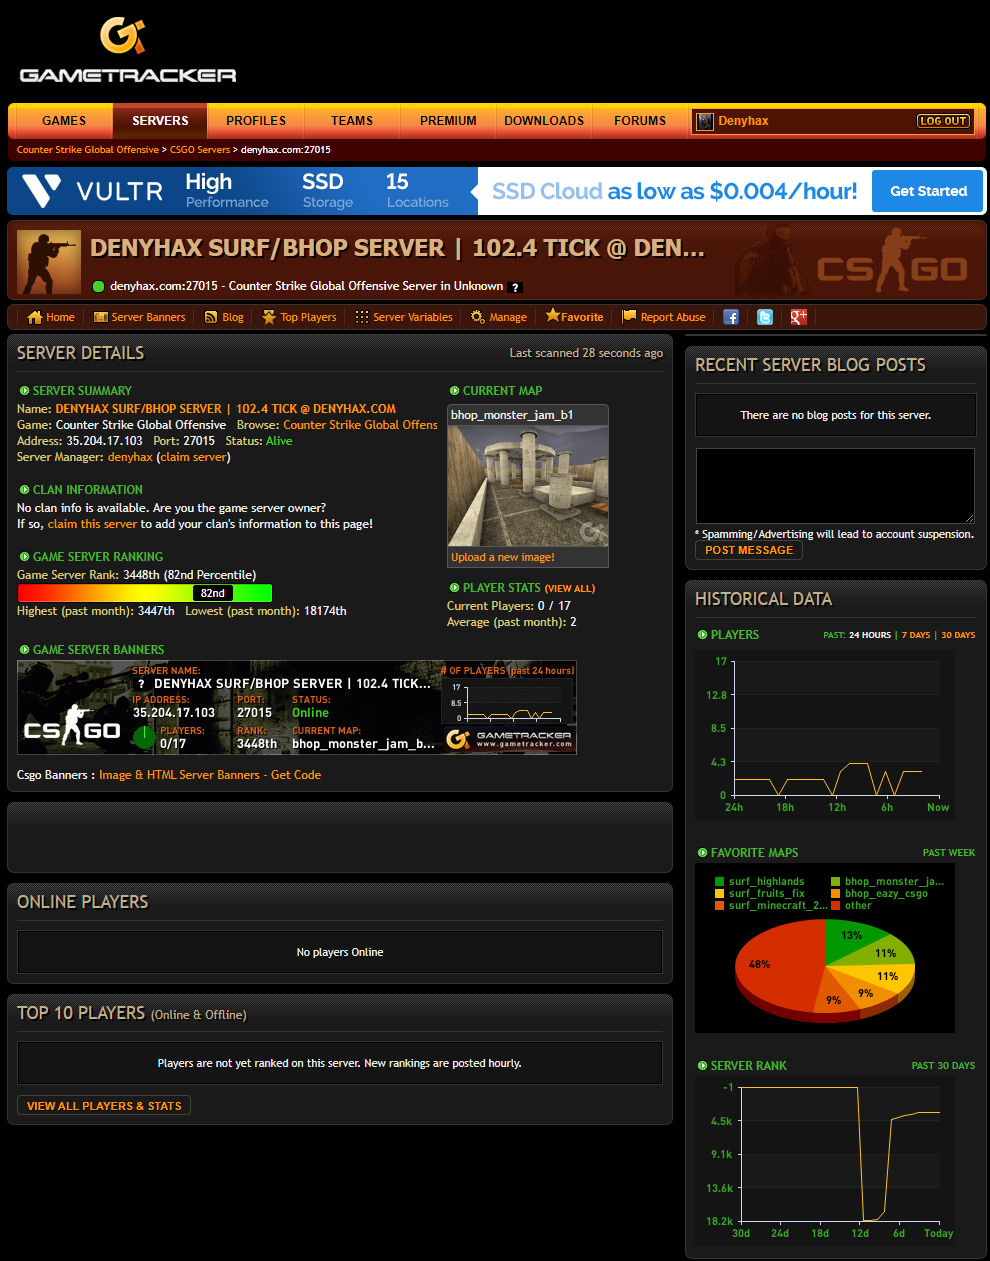 GAMETRACKER
GAMES SERVERS PROFILES TEAMS PREMIUM DOWNLOADS FORUMS Denyhax LOG OUT
Counter Strike Global Offensive > CSGO Servers > denyhax.com:27015
VULTR High Performance SSD Storage 15 Locations SSD Cloud as low as $0.004/hour! Get Started
DENYHAX SURF/BHOP SERVER | 102.4 TICK @ DEN...
denyhax.com:27015 - Counter Strike Global Offensive Server in Unknown ?
CS GO
Home Server Banners Blog Top Players Server Variables Manage Favorite Report Abuse
SERVER DETAILS Last scanned 28 seconds ago
SERVER SUMMARY
Name: DENYHAX SURF/BHOP SERVER | 102.4 TICK @ DENYHAX.COM
Game: Counter Strike Global Offensive Browse: Counter Strike Global Offens
Address: 35.204.17.103 Port: 27015 Status: Alive
Server Manager: denyhax (claim server)
CLAN INFORMATION
No clan info is available. Are you the game server owner?
If so, claim this server to add your clan's information to this page!
GAME SERVER RANKING
Game Server Rank: 3448th (82nd Percentile)
82nd
Highest (past month): 3447th Lowest (past month): 18174th
CURRENT MAP
bhop_monster_jam_b1
Upload a new image!
PLAYER STATS (VIEW ALL)
Current Players: 0 / 17
Average (past month): 2
GAME SERVER BANNERS
CS GO
SERVER NAME:
? DENYHAX SURF/BHOP SERVER | 102.4 TICK...
IP ADDRESS: PORT: STATUS:
35.204.17.103 27015 Online
PLAYERS: RANK: CURRENT MAP:
0/17 3448th bhop_monster_jam_b...
# OF PLAYERS (past 24 hours)
17
8.5
0
GAMETRACKER
www.gametracker.com
Csgo Banners : Image & HTML Server Banners - Get Code
ONLINE PLAYERS
No players Online
TOP 10 PLAYERS (Online & Offline)
Players are not yet ranked on this server. New rankings are posted hourly.
VIEW ALL PLAYERS & STATS
RECENT SERVER BLOG POSTS
There are no blog posts for this server.
* Spamming/Advertising will lead to account suspension.
POST MESSAGE
HISTORICAL DATA
PLAYERS PAST: 24 HOURS | 7 DAYS | 30 DAYS
17
12.8
8.5
4.3
0
24h 18h 12h 6h Now
FAVORITE MAPS PAST WEEK
surf_highlands bhop_monster_ja...
surf_fruits_fix bhop_eazy_csgo
surf_minecraft_2... other
13%
11%
11%
9%
9%
48%
SERVER RANK PAST 30 DAYS
-1
4.5k
9.1k
13.6k
18.2k
30d 24d 18d 12d 6d Today